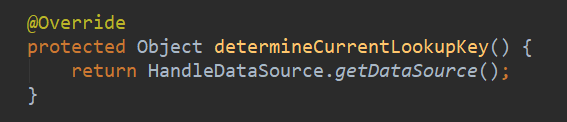 @Override
protected Object determineCurrentLookupKey() {
    return HandleDataSource.getDataSource();
}